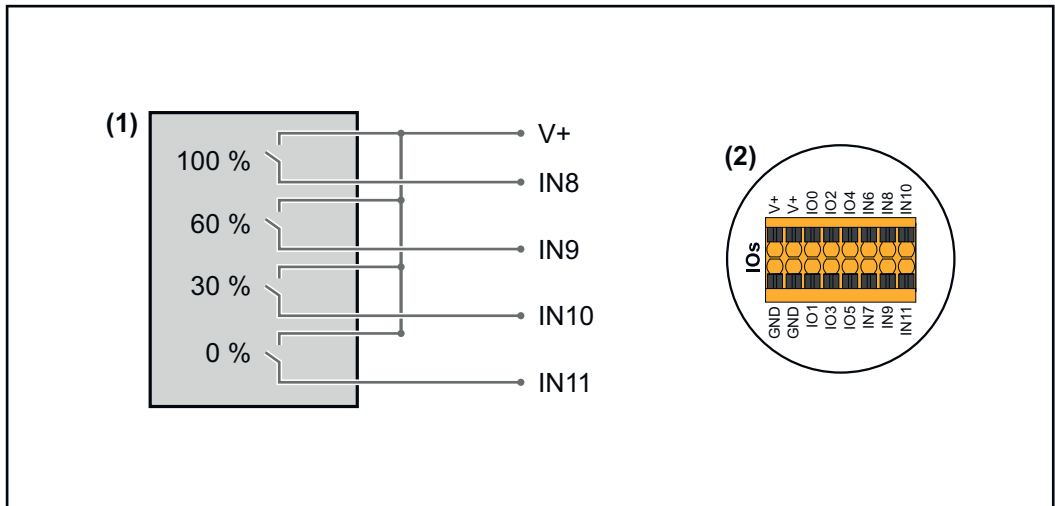 (1)
100 %
60 %
30 %
0 %
V+
IN8
IN9
IN10
IN11
(2)
IOs
V+
V+
IO0
IO2
IO4
IN6
IN8
IN10
GND
GND
IO1
IO3
IO5
IN7
IN9
IN11